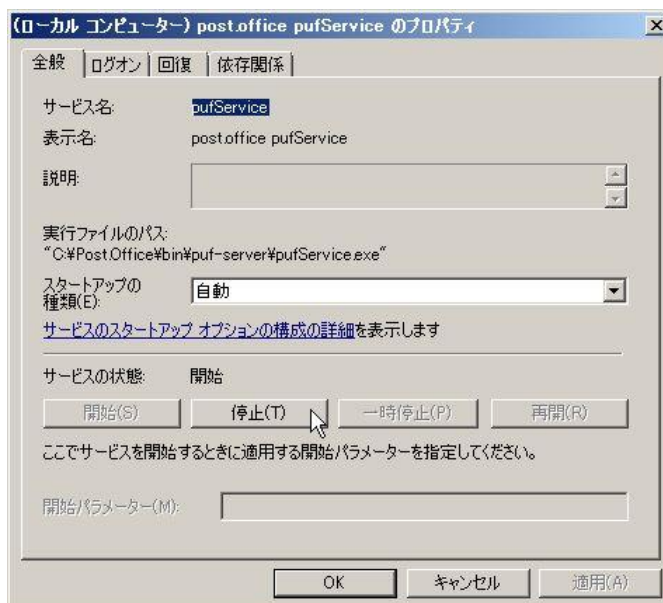 (ローカル コンピューター) post.office pufService のプロパティ
全般 ログオン 回復 依存関係
サービス名: pufService
表示名: post.office pufService
説明:
実行ファイルのパス:
"C:¥Post.Office¥bin¥puf-server¥pufService.exe"
スタートアップの
種類(E): 自動
サービスのスタートアップ オプションの構成の詳細を表示します
サービスの状態: 開始
開始(S) 停止(T) 一時停止(P) 再開(R)
ここでサービスを開始するときに適用する開始パラメーターを指定してください。
開始パラメーター(M):
OK キャンセル 適用(A)